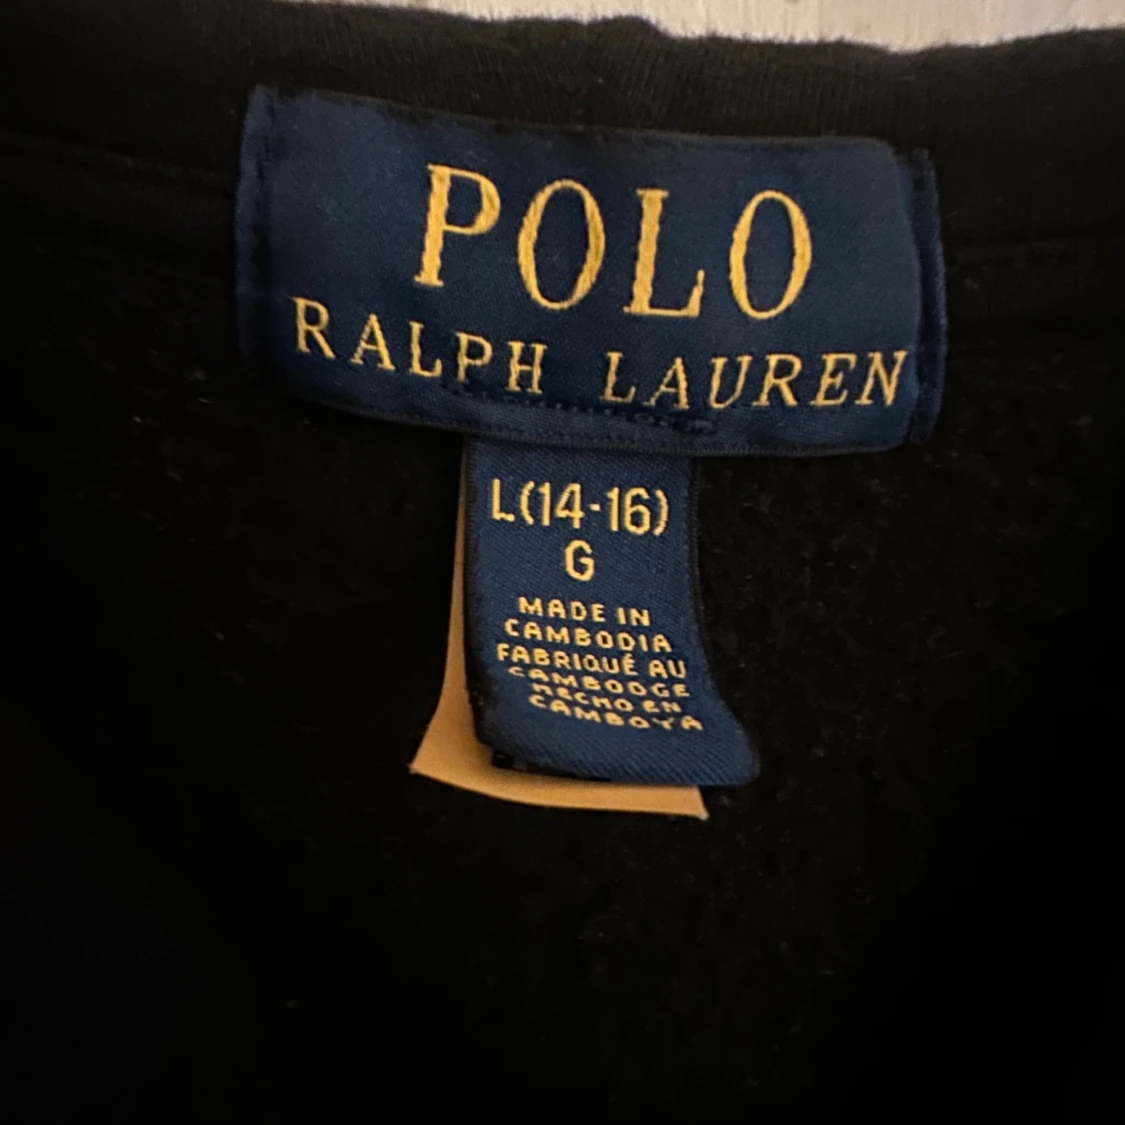 POLO
RALPH LAUREN
L(14-16)
G
MADE IN
CAMBODIA
FABRIQUÉ AU
CAMBODGE
HECHO EN
CAMBOYA